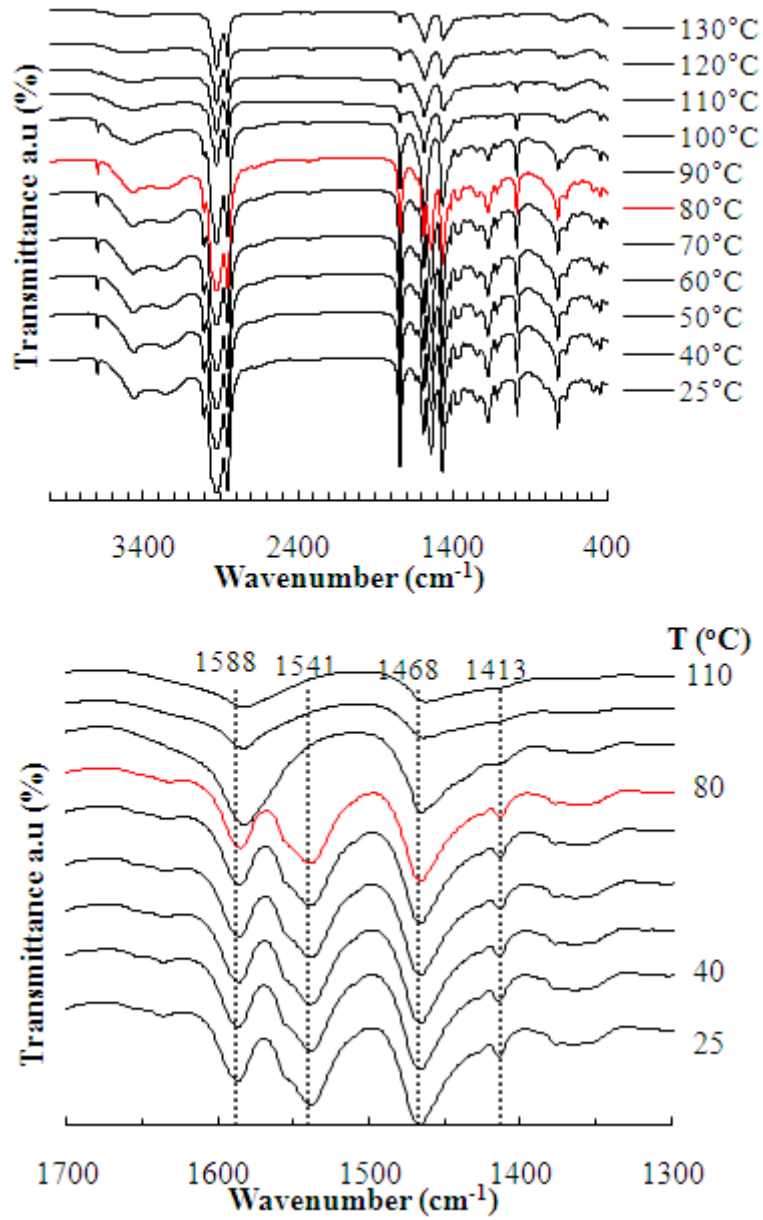 Transmittance a.u (%)
130°C
120°C
110°C
100°C
90°C
80°C
70°C
60°C
50°C
40°C
25°C
3400 2400 1400 400
Wavenumber (cm-1)
T (°C)
1588 1541 1468 1413 110
80
40
25
Transmittance a.u (%)
1700 1600 1500 1400 1300
Wavenumber (cm-1)